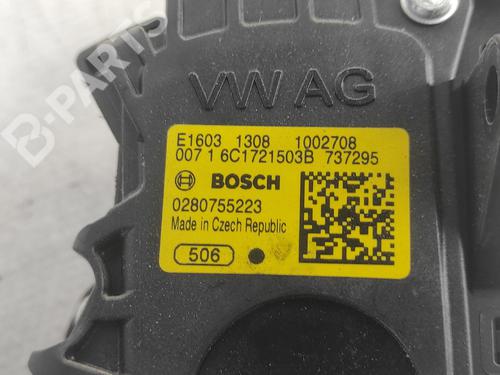 B-PARTS
VW AG
E1603 1308 1002708
007 1 6C1721503B 737295
BOSCH
0280755223
Made in Czech Republic
506